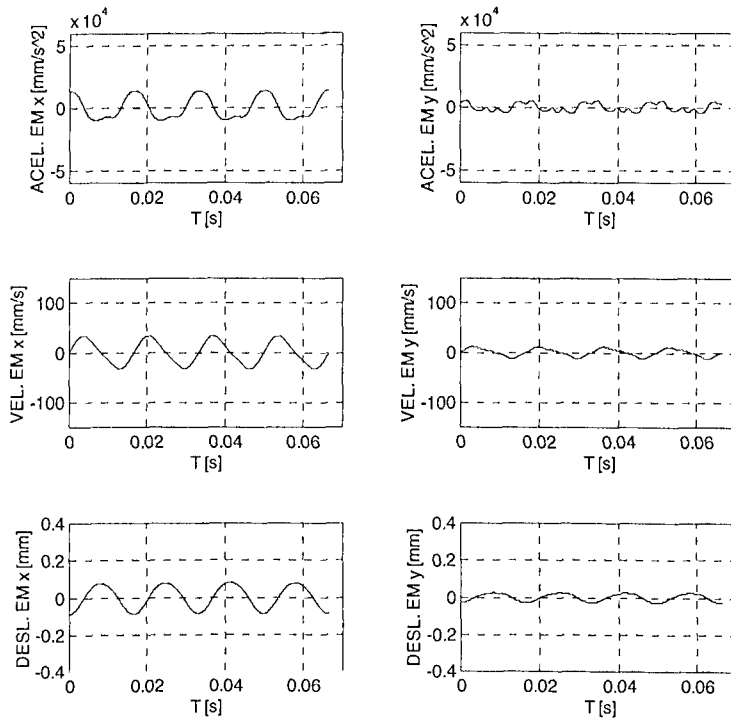 x 10^4
ACEL. EM x [mm/s^2]
5
0
-5
0 0.02 0.04 0.06
T [s]
x 10^4
ACEL. EM y [mm/s^2]
5
0
-5
0 0.02 0.04 0.06
T [s]
VEL. EM x [mm/s]
100
0
-100
0 0.02 0.04 0.06
T [s]
VEL. EM y [mm/s]
100
0
-100
0 0.02 0.04 0.06
T [s]
DESL. EM x [mm]
0.4
0.2
0
-0.2
-0.4
0 0.02 0.04 0.06
T [s]
DESL. EM y [mm]
0.4
0.2
0
-0.2
-0.4
0 0.02 0.04 0.06
T [s]